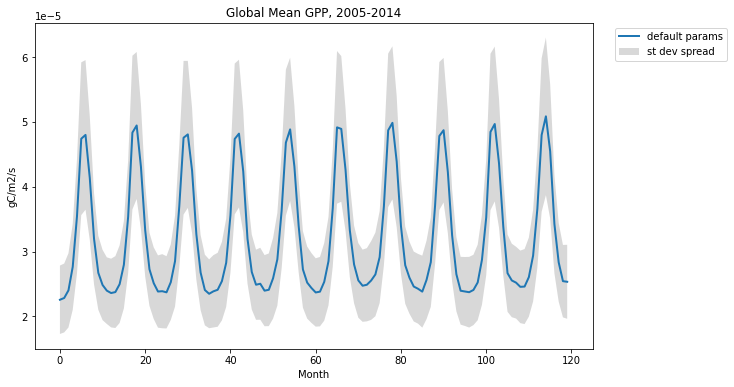 Global Mean GPP, 2005-2014
1e−5
default params
st dev spread
6
5
4
3
2
gC/m2/s
0 20 40 60 80 100 120
Month